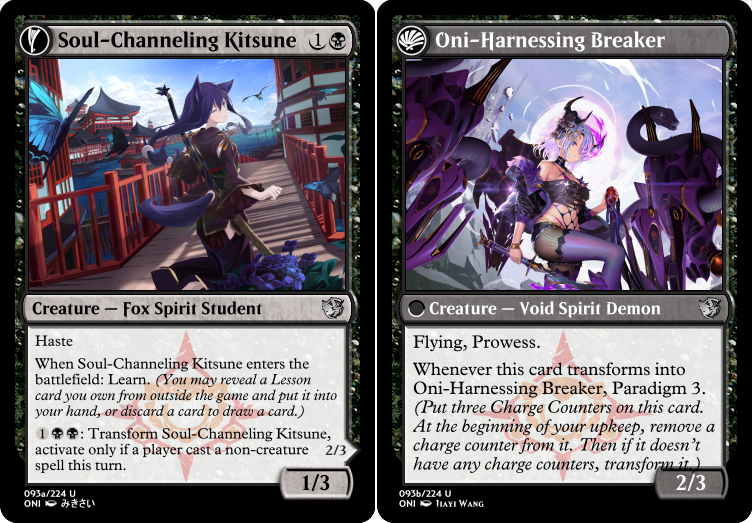 Soul-Channeling Kitsune 1
Creature — Fox Spirit Student
Haste
When Soul-Channeling Kitsune enters the
battlefield: Learn. (You may reveal a Lesson
card you own from outside the game and put it into
your hand, or discard a card to draw a card.)
1: Transform Soul-Channeling Kitsune,
activate only if a player cast a non-creature
spell this turn.
2/3
1/3
093a/224 U
ONI みきさい
Oni-Harnessing Breaker
Creature — Void Spirit Demon
Flying, Prowess.
Whenever this card transforms into
Oni-Harnessing Breaker, Paradigm 3.
(Put three Charge Counters on this card.
At the beginning of your upkeep, remove a
charge counter from it. Then if it doesn't
have any charge counters, transform it.)
2/3
093b/224 U
ONI Jiayi Wang